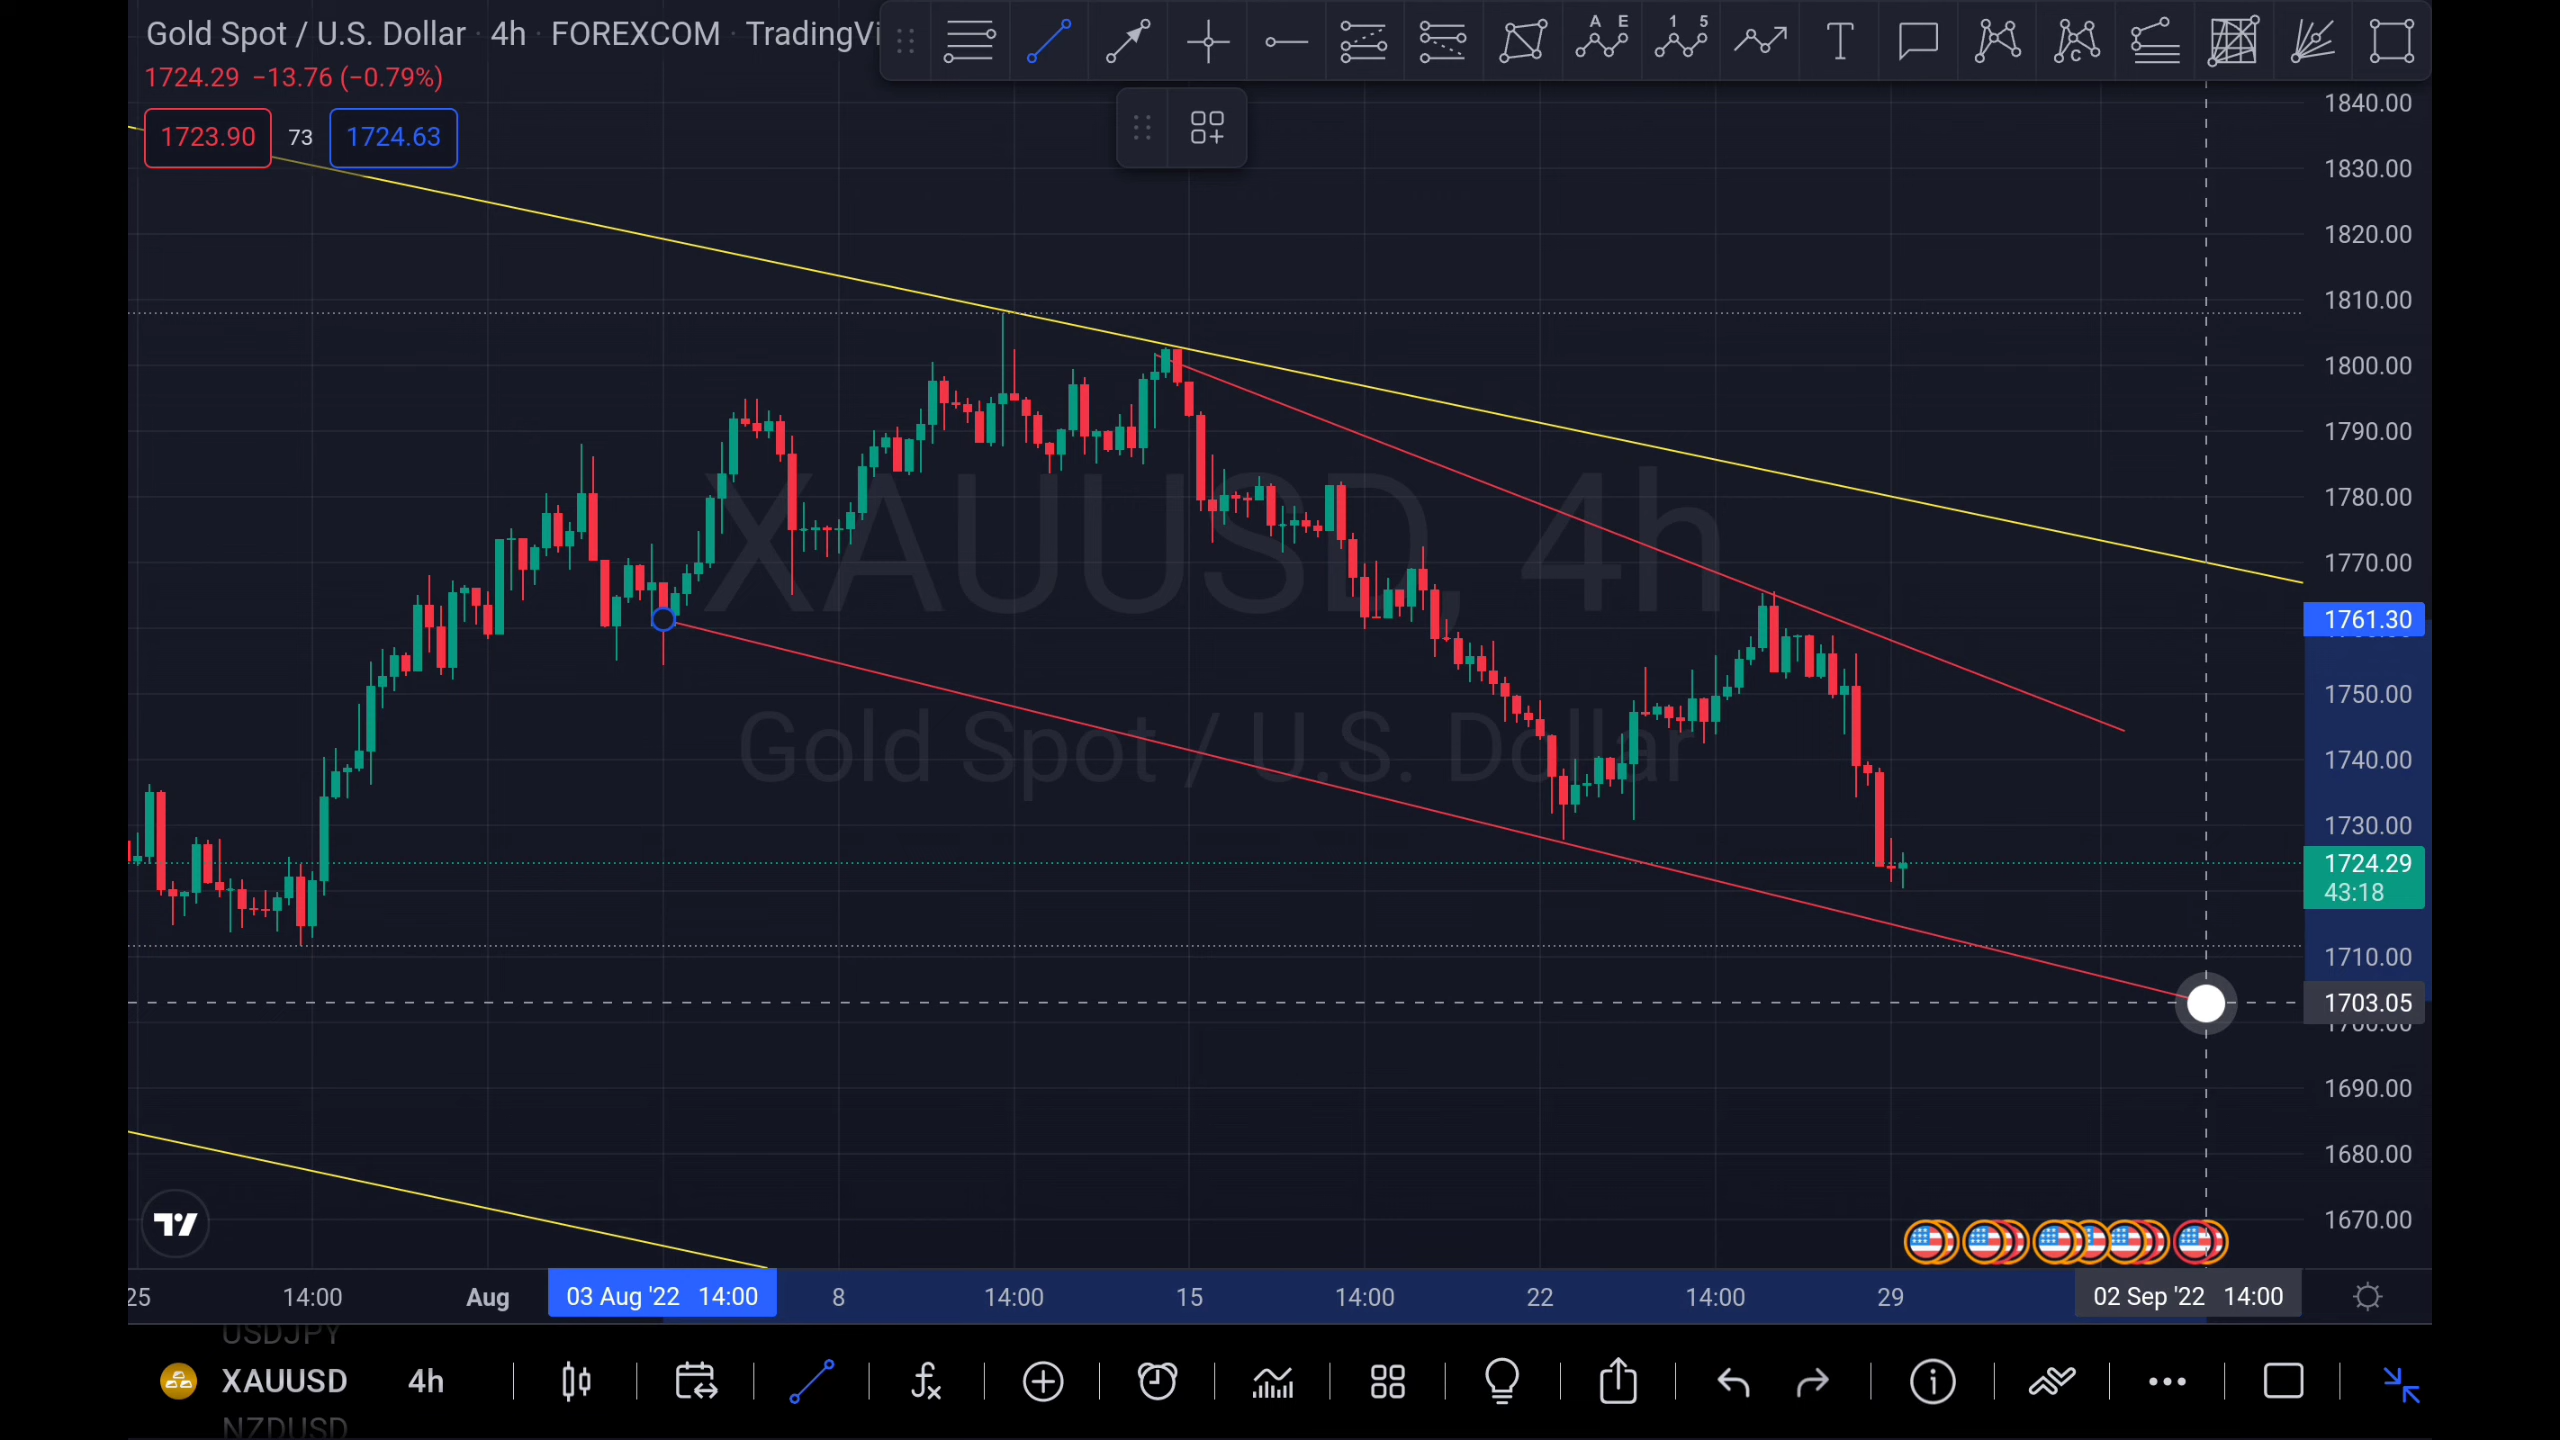 Gold Spot / U.S. Dollar · 4h · FOREXCOM · TradingVi
1724.29 −13.76 (−0.79%)
1723.90 73 1724.63
A E
1 5
T
C
XAUUSD, 4h
Gold Spot / U.S. Dollar
1840.00
1830.00
1820.00
1810.00
1800.00
1790.00
1780.00
1770.00
1761.30
1750.00
1740.00
1730.00
1724.29
43:18
1710.00
1703.05
1690.00
1680.00
1670.00
25 14:00 Aug 03 Aug '22 14:00 8 14:00 15 14:00 22 14:00 29 02 Sep '22 14:00
USDJPY
XAUUSD 4h
NZDUSD